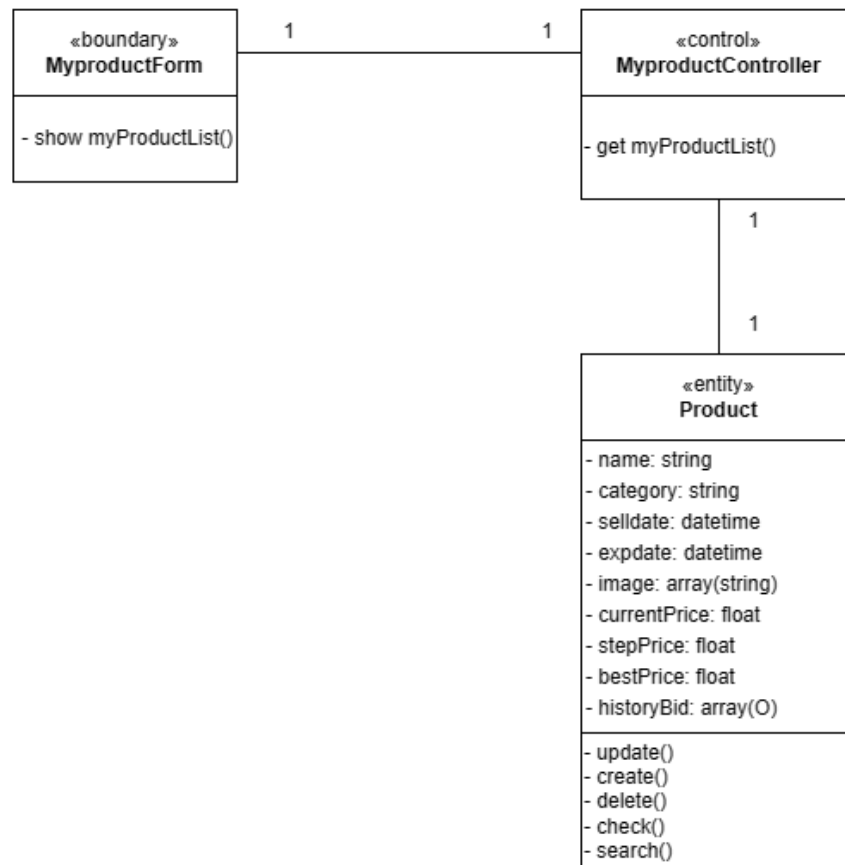 «boundary»
MyproductForm
- show myProductList()
1
1
«control»
MyproductController
- get myProductList()
1
1
«entity»
Product
- name: string
- category: string
- selldate: datetime
- expdate: datetime
- image: array(string)
- currentPrice: float
- stepPrice: float
- bestPrice: float
- historyBid: array(O)
- update()
- create()
- delete()
- check()
- search()